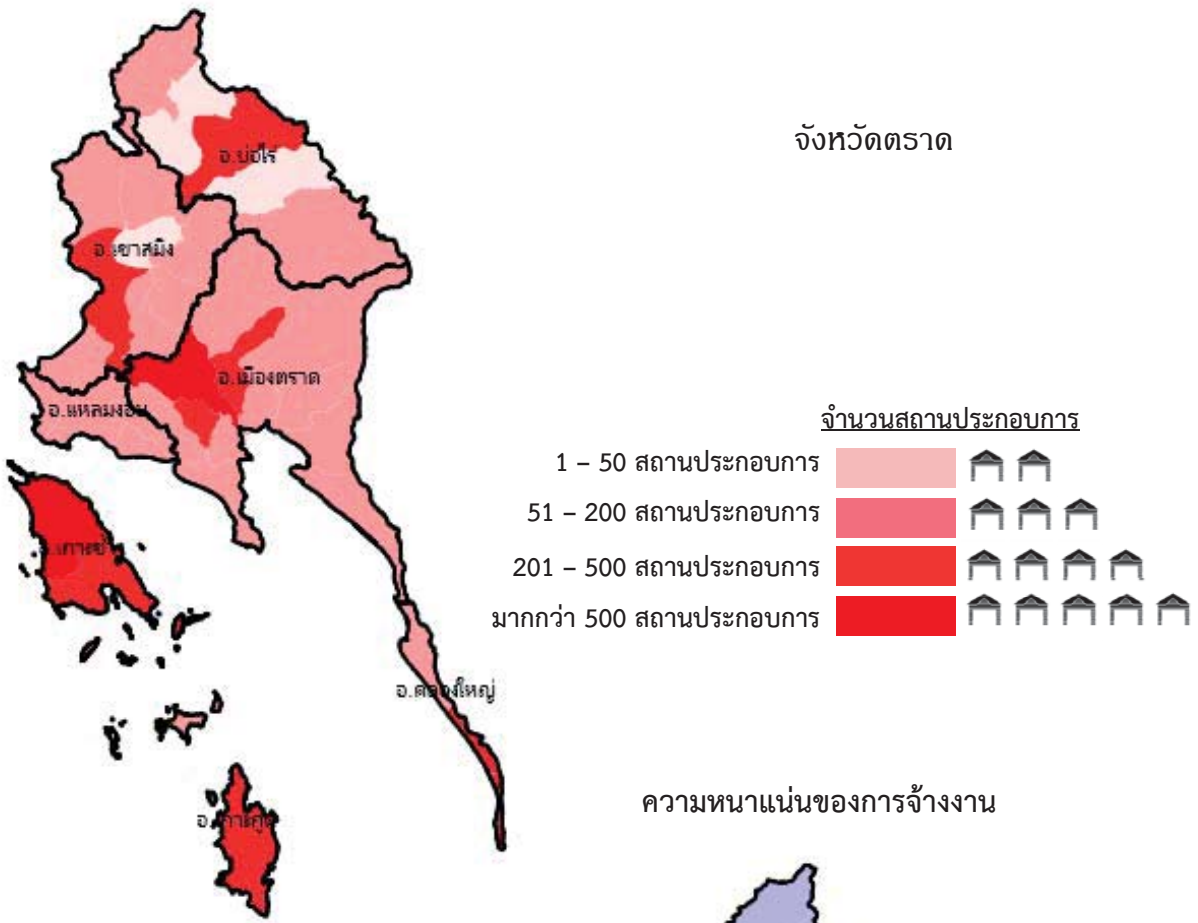 จังหวัดตราด
อ.บ่อไร่
อ.เขาสมิง
อ.เมืองตราด
อ.แหลมงอบ
จำนวนสถานประกอบการ
1 – 50 สถานประกอบการ
51 – 200 สถานประกอบการ
201 – 500 สถานประกอบการ
มากกว่า 500 สถานประกอบการ
อ.คลองใหญ่
ความหนาแน่นของการจ้างงาน